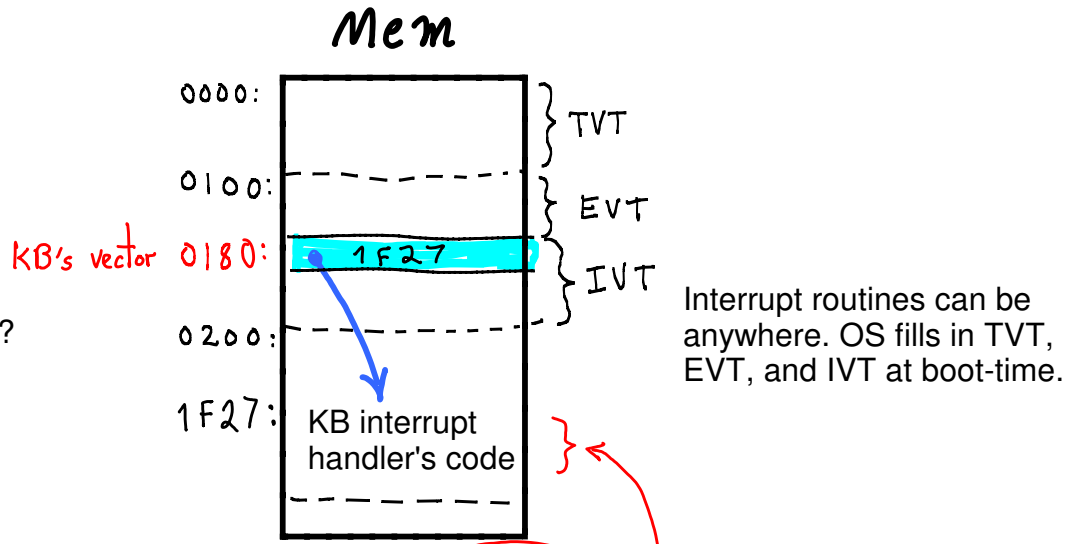 Mem
0000:
TVT
0100:
EVT
KB's vector 0180: 1F27
IVT
Interrupt routines can be
anywhere. OS fills in TVT,
EVT, and IVT at boot-time.
?
0200:
1F27:
KB interrupt
handler's code